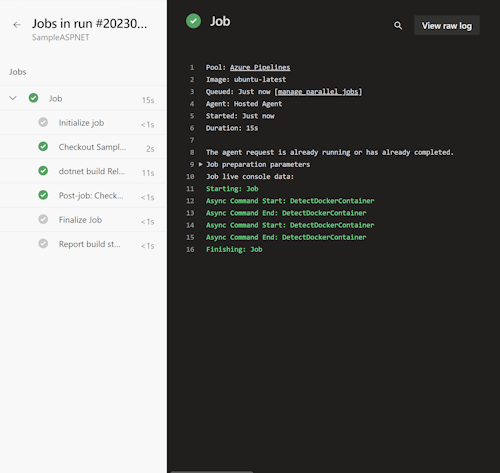 Jobs in run #20230...
SampleASPNET
Jobs
Job 15s
Initialize job <1s
Checkout Sampl... 2s
dotnet build Rel... 11s
Post-job: Check... <1s
Finalize Job <1s
Report build st... <1s
Job
View raw log
1 Pool: Azure Pipelines
2 Image: ubuntu-latest
3 Queued: Just now [manage parallel jobs]
4 Agent: Hosted Agent
5 Started: Just now
6 Duration: 15s
7
8 The agent request is already running or has already completed.
9 Job preparation parameters
10 Job live console data:
11 Starting: Job
12 Async Command Start: DetectDockerContainer
13 Async Command End: DetectDockerContainer
14 Async Command Start: DetectDockerContainer
15 Async Command End: DetectDockerContainer
16 Finishing: Job